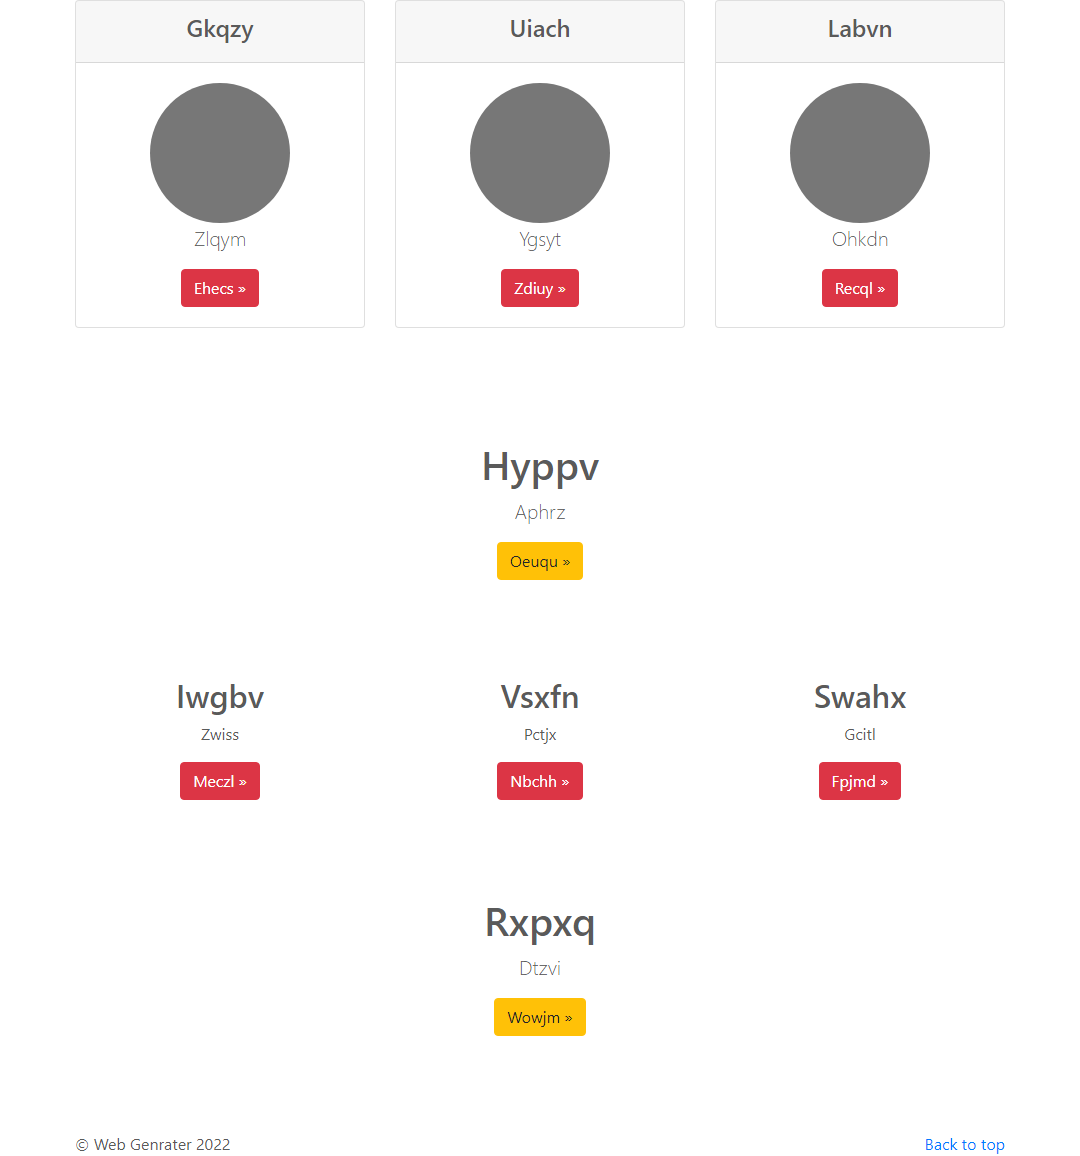 Gkqzy
Uiach
Labvn
Zlqym
Ygsyt
Ohkdn
Ehecs »
Zdiuy »
Recql »
Hyppv
Aphrz
Oeuqu »
Iwgbv
Vsxfn
Swahx
Zwiss
Pctjx
Gcitl
Meczl »
Nbchh »
Fpjmd »
Rxpxq
Dtzvi
Wowjm »
© Web Genrater 2022
Back to top